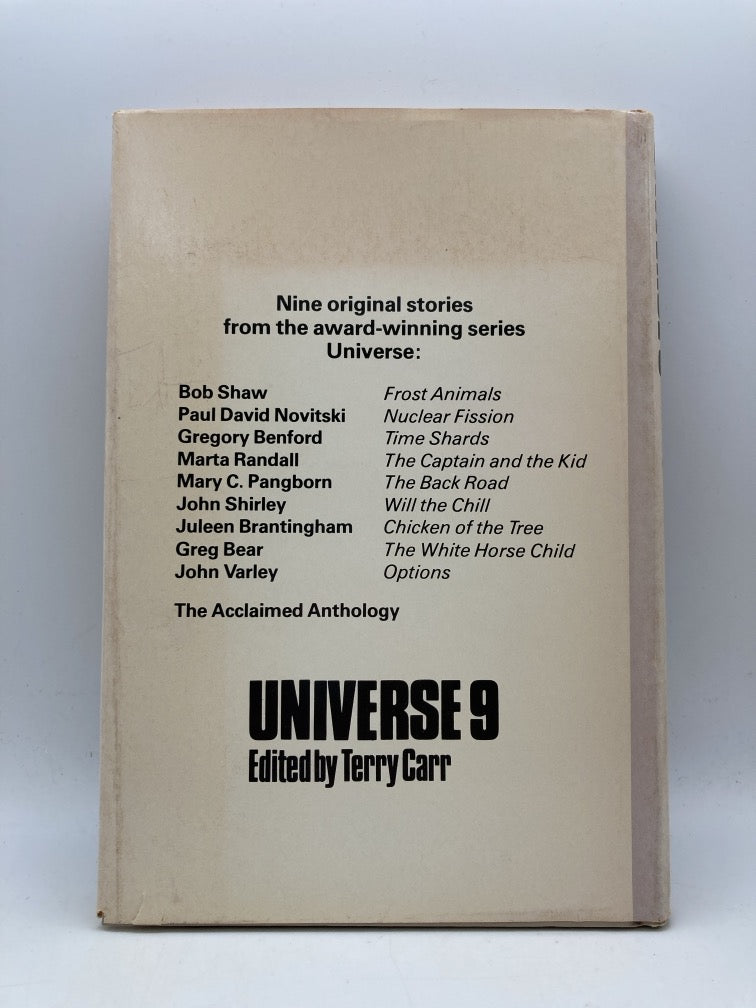 Nine original stories
from the award-winning series
Universe:
Bob Shaw Frost Animals
Paul David Novitski Nuclear Fission
Gregory Benford Time Shards
Marta Randall The Captain and the Kid
Mary C. Pangborn The Back Road
John Shirley Will the Chill
Juleen Brantingham Chicken of the Tree
Greg Bear The White Horse Child
John Varley Options
The Acclaimed Anthology
UNIVERSE 9
Edited by Terry Carr